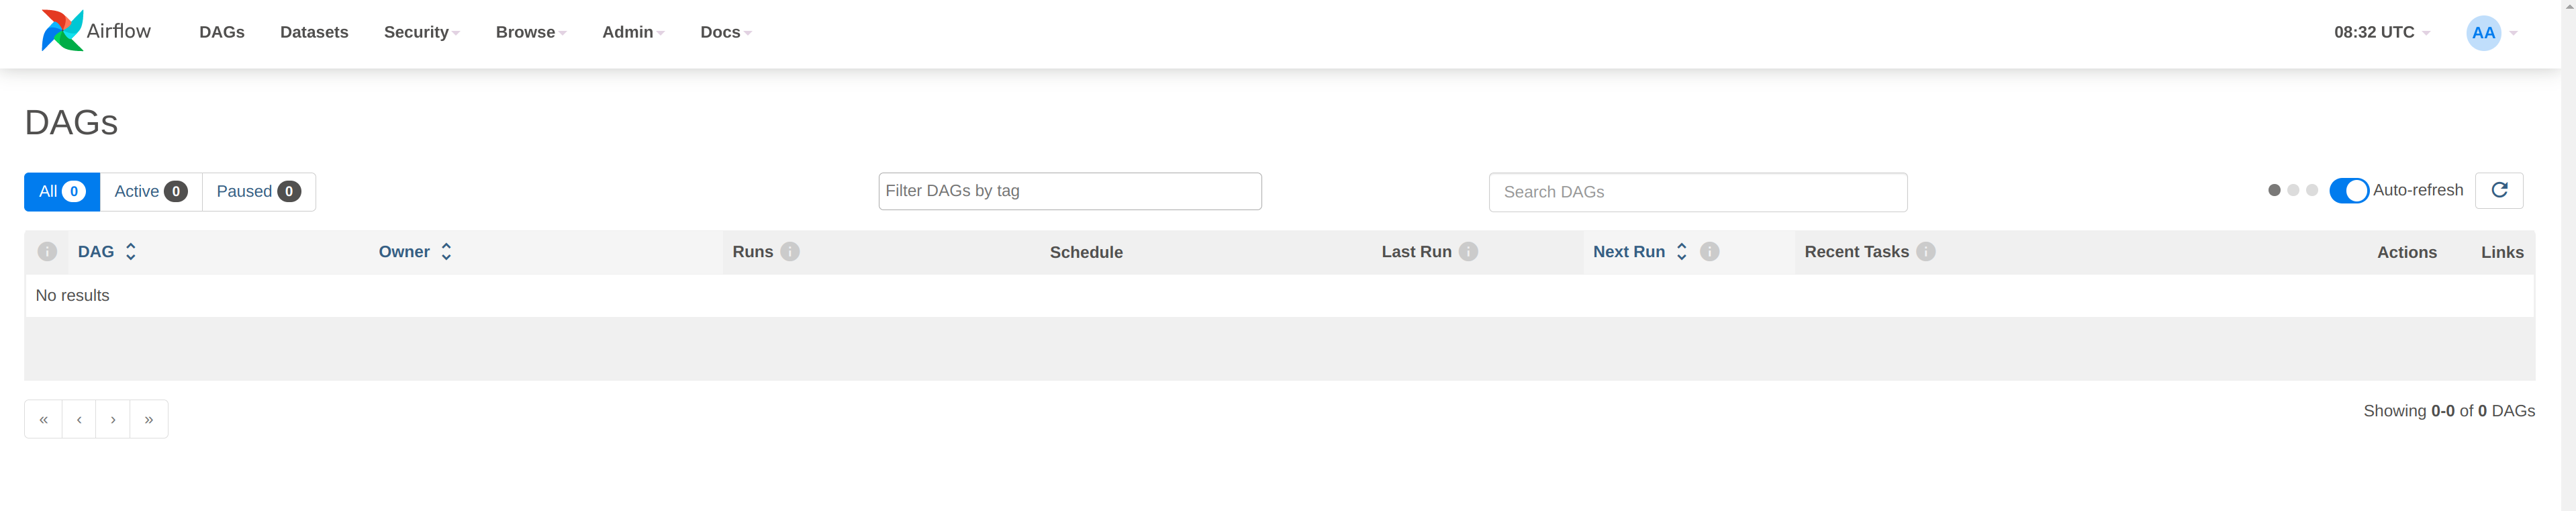 Airflow DAGs Datasets Security Browse Admin Docs 08:32 UTC AA
DAGs
All 0 Active 0 Paused 0 Filter DAGs by tag Search DAGs Auto-refresh
DAG Owner Runs Schedule Last Run Next Run Recent Tasks Actions Links
No results
« ‹ › » Showing 0-0 of 0 DAGs